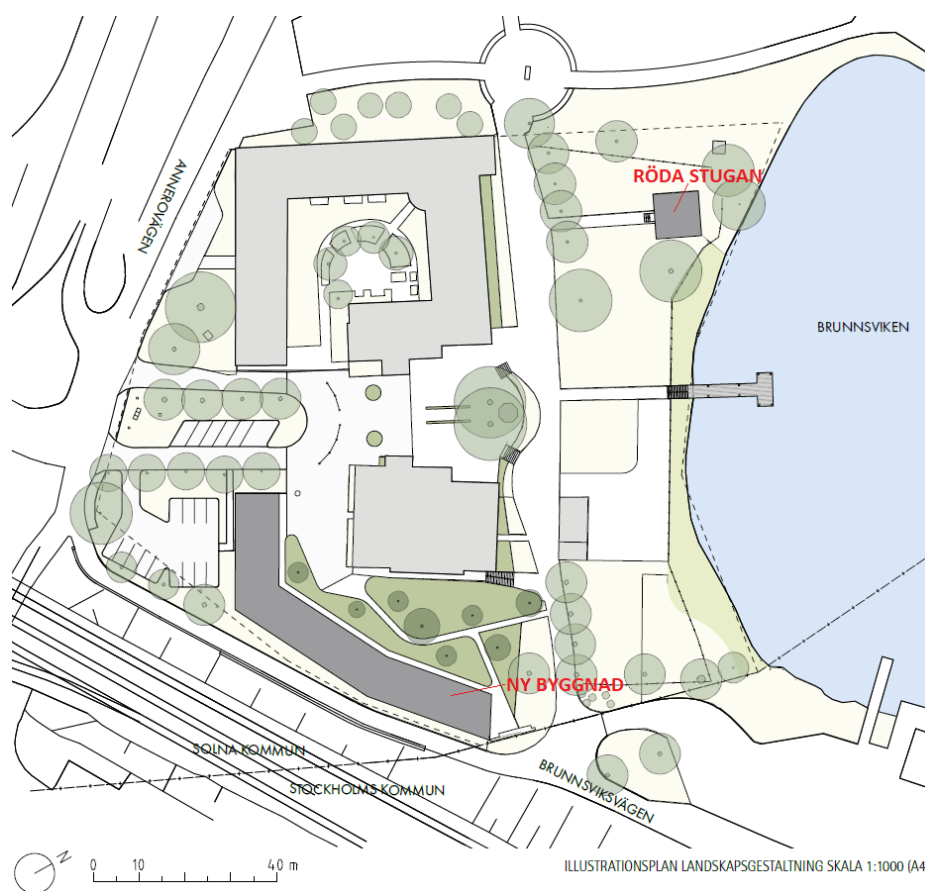 ANNEROVÄGEN
RÖDA STUGAN
BRUNNSVIKEN
NY BYGGNAD
SOLNA KOMMUN
STOCKHOLMS KOMMUN
BRUNNSVIKSVÄGEN
N
0 10 40 m
ILLUSTRATIONSPLAN LANDSKAPSGESTALTNING SKALA 1:1000 (A4